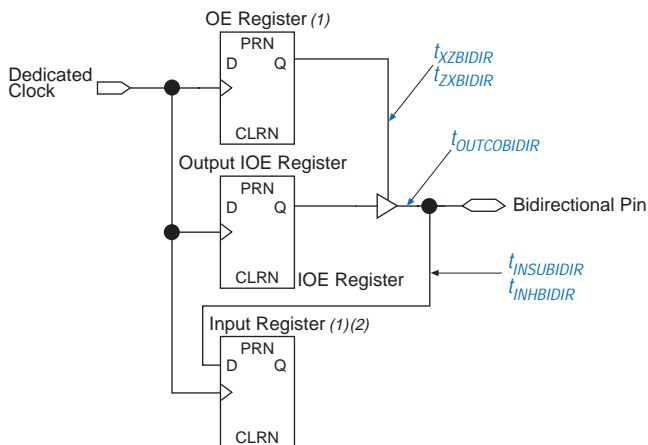 OE Register (1)
PRN
D Q
CLRN
Dedicated
Clock
tXZBIDIR
tZXBIDIR
tOUTCOBIDIR
Output IOE Register
PRN
D Q
CLRN
Bidirectional Pin
IOE Register
tINSUBIDIR
tINHBIDIR
Input Register (1)(2)
PRN
D Q
CLRN